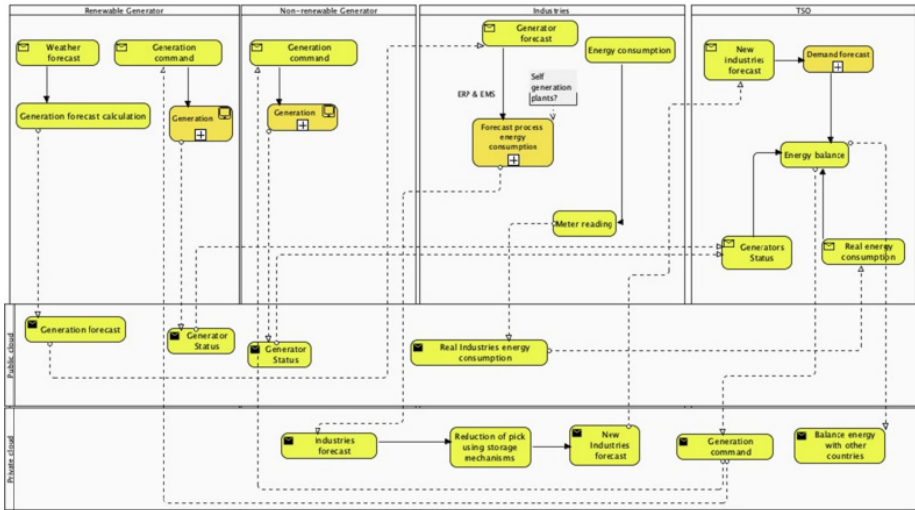 Renewable Generator
Non-renewable Generator
Industries
TSO
Weather
forecast
Generation
command
Generation forecast calculation
Generation
Generation
command
Generation
Generator
forecast
Energy consumption
ERP & EMS
Self
generation
plants?
Forecast process
energy
consumption
Meter reading
New
industries
forecast
Demand forecast
Energy balance
Generators
Status
Real energy
consumption
Public cloud
Generation forecast
Generator
Status
Generator
Status
Real Industries energy
consumption
Private cloud
Industries
forecast
Reduction of pick
using storage
mechanisms
New
Industries
forecast
Generation
command
Balance energy
with other
countries